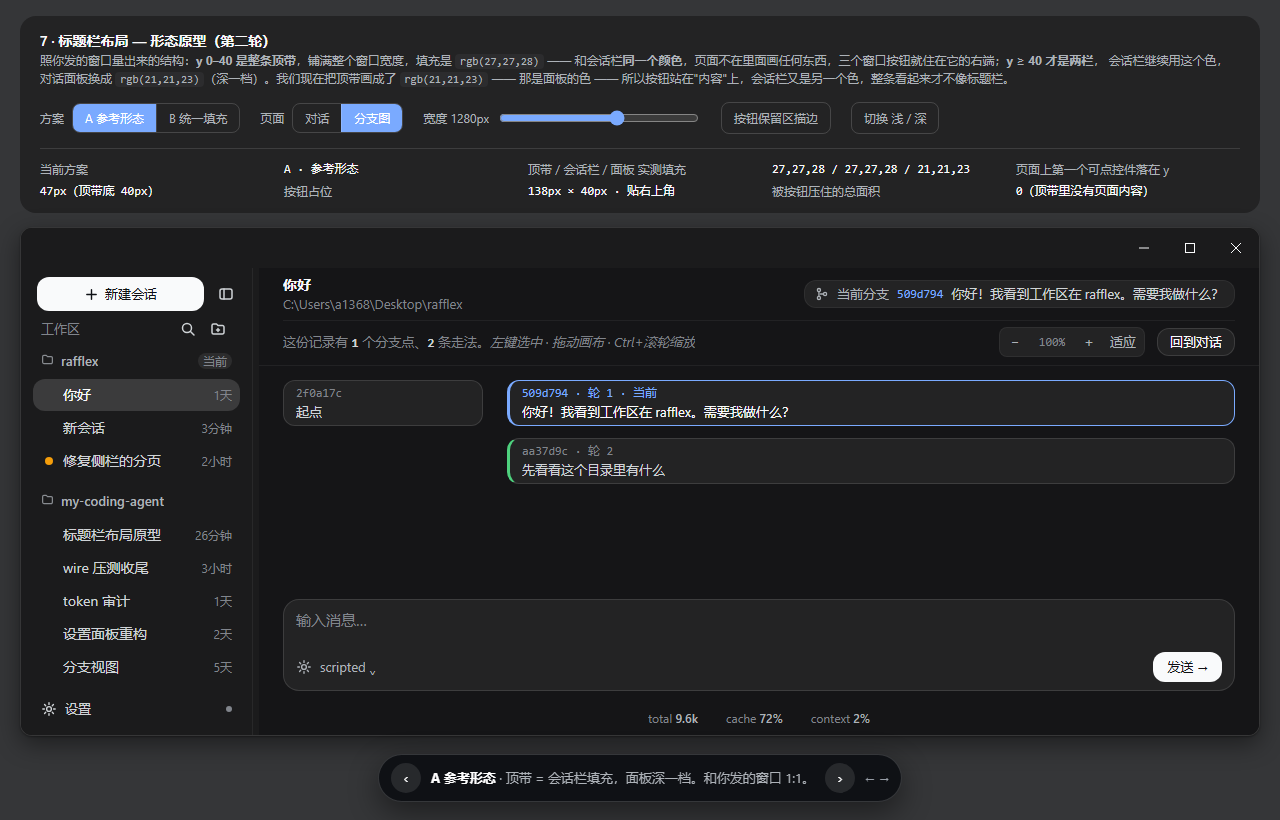 7 · 标题栏布局 — 形态原型（第二轮）
照你发的窗口量出来的结构：y 0–40 是整条顶带，铺满整个窗口宽度，填充是 rgb(27,27,28) —— 和会话栏同一个颜色，页面不在里面画任何东西，三个窗口按钮就住在它的右端；y ≥ 40 才是两栏， 会话栏继续用这个色，
对话面板换成 rgb(21,21,23)（深一档）。我们现在把顶带画成了 rgb(21,21,23) —— 那是面板的色 —— 所以按钮站在"内容"上，会话栏又是另一个色，整条看起来才不像标题栏。
方案 A 参考形态 B 统一填充 页面 对话 分支图 宽度 1280px 按钮保留区描边 切换 浅 / 深
当前方案 A · 参考形态 顶带 / 会话栏 / 面板 实测填充 27,27,28 / 27,27,28 / 21,21,23 页面上第一个可点控件落在 y
47px (顶带底 40px) 按钮占位 138px × 40px · 贴右上角 被按钮压住的总面积 0 (顶带里没有页面内容)
+ 新建会话
工作区
rafflex 当前
你好 1天
新会话 3分钟
修复侧栏的分页 2小时
my-coding-agent
标题栏布局原型 26分钟
wire 压测收尾 3小时
token 审计 1天
设置面板重构 2天
分支视图 5天
设置
你好
C:\Users\a1368\Desktop\rafflex
当前分支 509d794 你好！我看到工作区在 rafflex。需要我做什么？
这份记录有 1 个分支点、2 条走法。左键选中 · 拖动画布 · Ctrl+滚轮缩放
− 100% + 适应 回到对话
2f0a17c
起点
509d794 · 轮 1 · 当前
你好！我看到工作区在 rafflex。需要我做什么？
aa37d9c · 轮 2
先看看这个目录里有什么
输入消息...
scripted
发送 →
total 9.6k cache 72% context 2%
‹ A 参考形态 · 顶带 = 会话栏填充，面板深一档。和你发的窗口 1:1。 › ←→